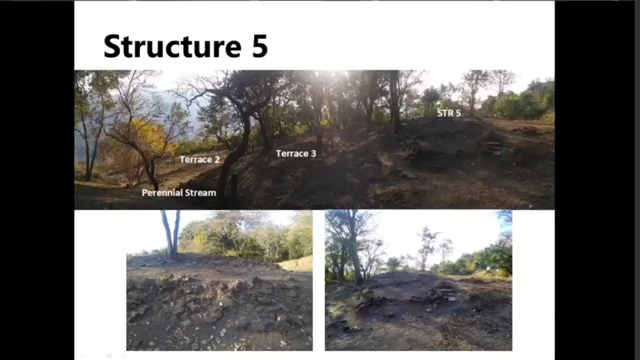 Structure 5
STR 5
Terrace 3
Terrace 2
Perennial Stream